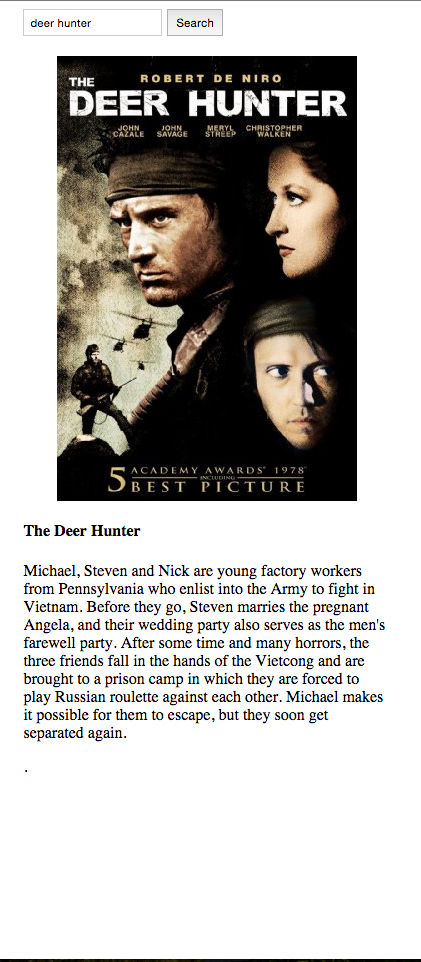 deer hunter Search
ROBERT DE NIRO
THE
DEER HUNTER
JOHN CAZALE JOHN SAVAGE MERYL STREEP CHRISTOPHER WALKEN
5 ACADEMY AWARDS® 1978
INCLUDING
BEST PICTURE
The Deer Hunter
Michael, Steven and Nick are young factory workers
from Pennsylvania who enlist into the Army to fight in
Vietnam. Before they go, Steven marries the pregnant
Angela, and their wedding party also serves as the men's
farewell party. After some time and many horrors, the
three friends fall in the hands of the Vietcong and are
brought to a prison camp in which they are forced to
play Russian roulette against each other. Michael makes
it possible for them to escape, but they soon get
separated again.
.